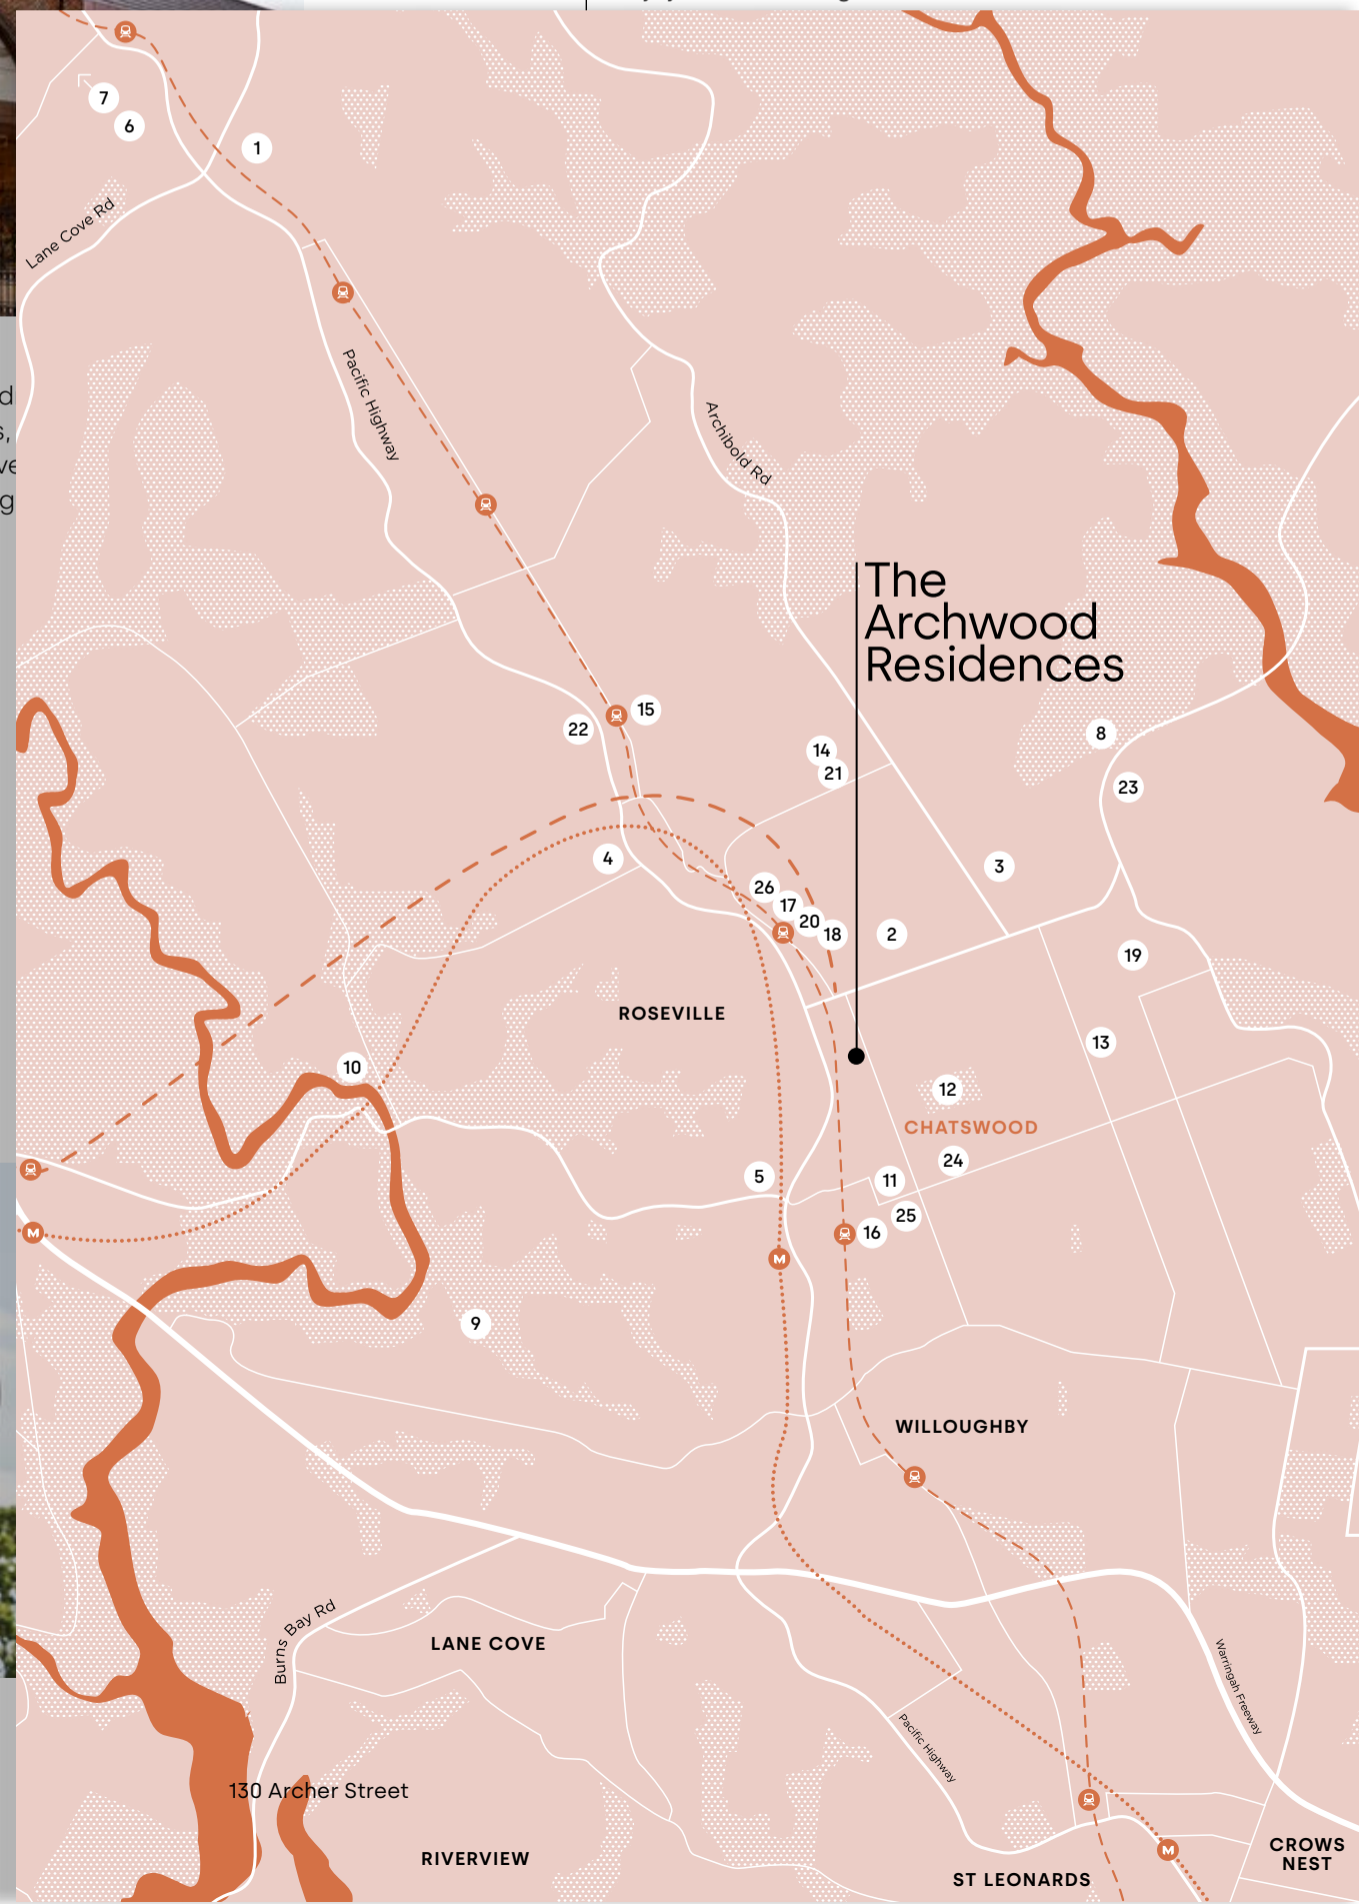 7
6
1
Lane Cove Rd
Pacific Highway
Archibold Rd
The
Archwood
Residences
15
22
8
14
21
23
4
3
26
17
20
18
2
19
ROSEVILLE
13
10
12
CHATSWOOD
24
5
11
25
16
9
WILLOUGHBY
Burns Bay Rd
LANE COVE
Warringah Freeway
Pacific Highway
130 Archer Street
RIVERVIEW
CROWS
NEST
ST LEONARDS
M
M
M